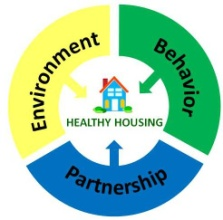 Environment
Behavior
HEALTHY HOUSING
Partnership